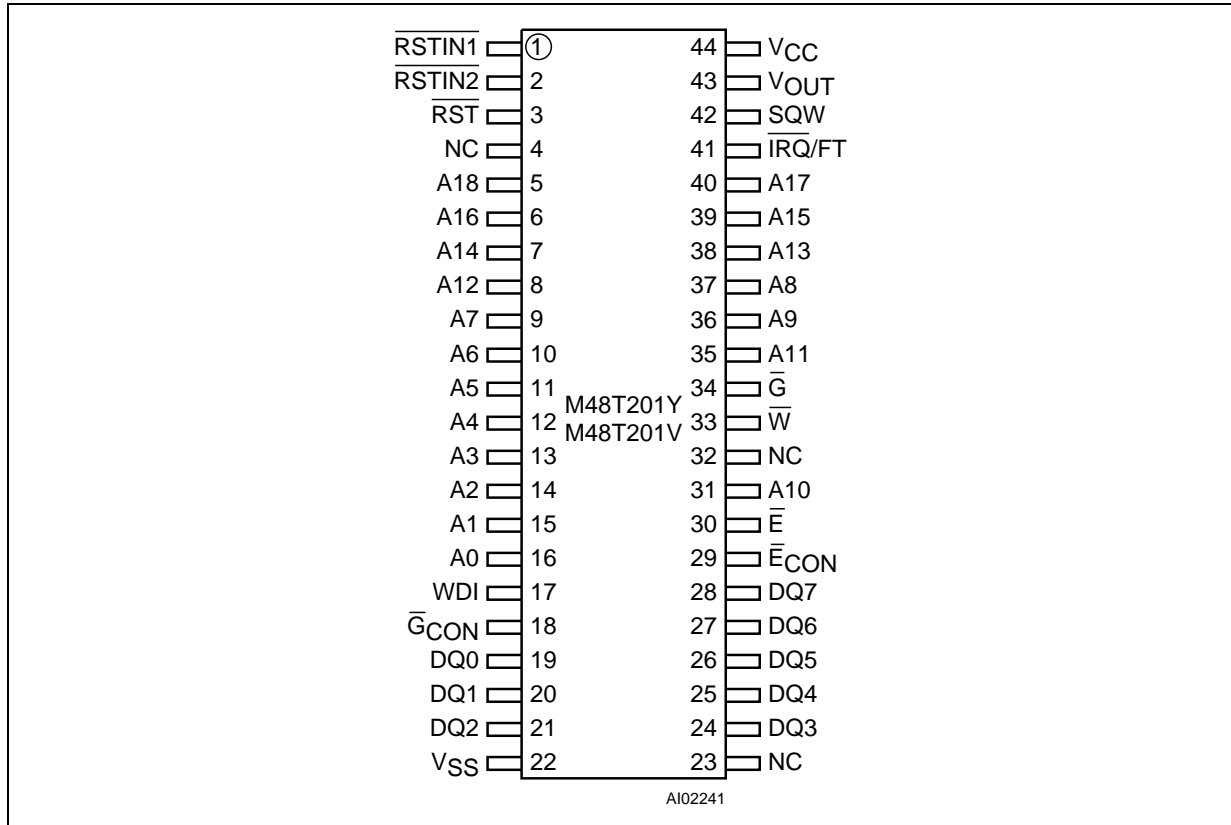 RSTIN1 1 44 VCC
RSTIN2 2 43 VOUT
RST 3 42 SQW
NC 4 41 IRQ/FT
A18 5 40 A17
A16 6 39 A15
A14 7 38 A13
A12 8 37 A8
A7 9 36 A9
A6 10 35 A11
A5 11 34 G
M48T201Y
A4 12 33 W
M48T201V
A3 13 32 NC
A2 14 31 A10
A1 15 30 E
A0 16 29 ECON
WDI 17 28 DQ7
GCON 18 27 DQ6
DQ0 19 26 DQ5
DQ1 20 25 DQ4
DQ2 21 24 DQ3
VSS 22 23 NC
AI02241